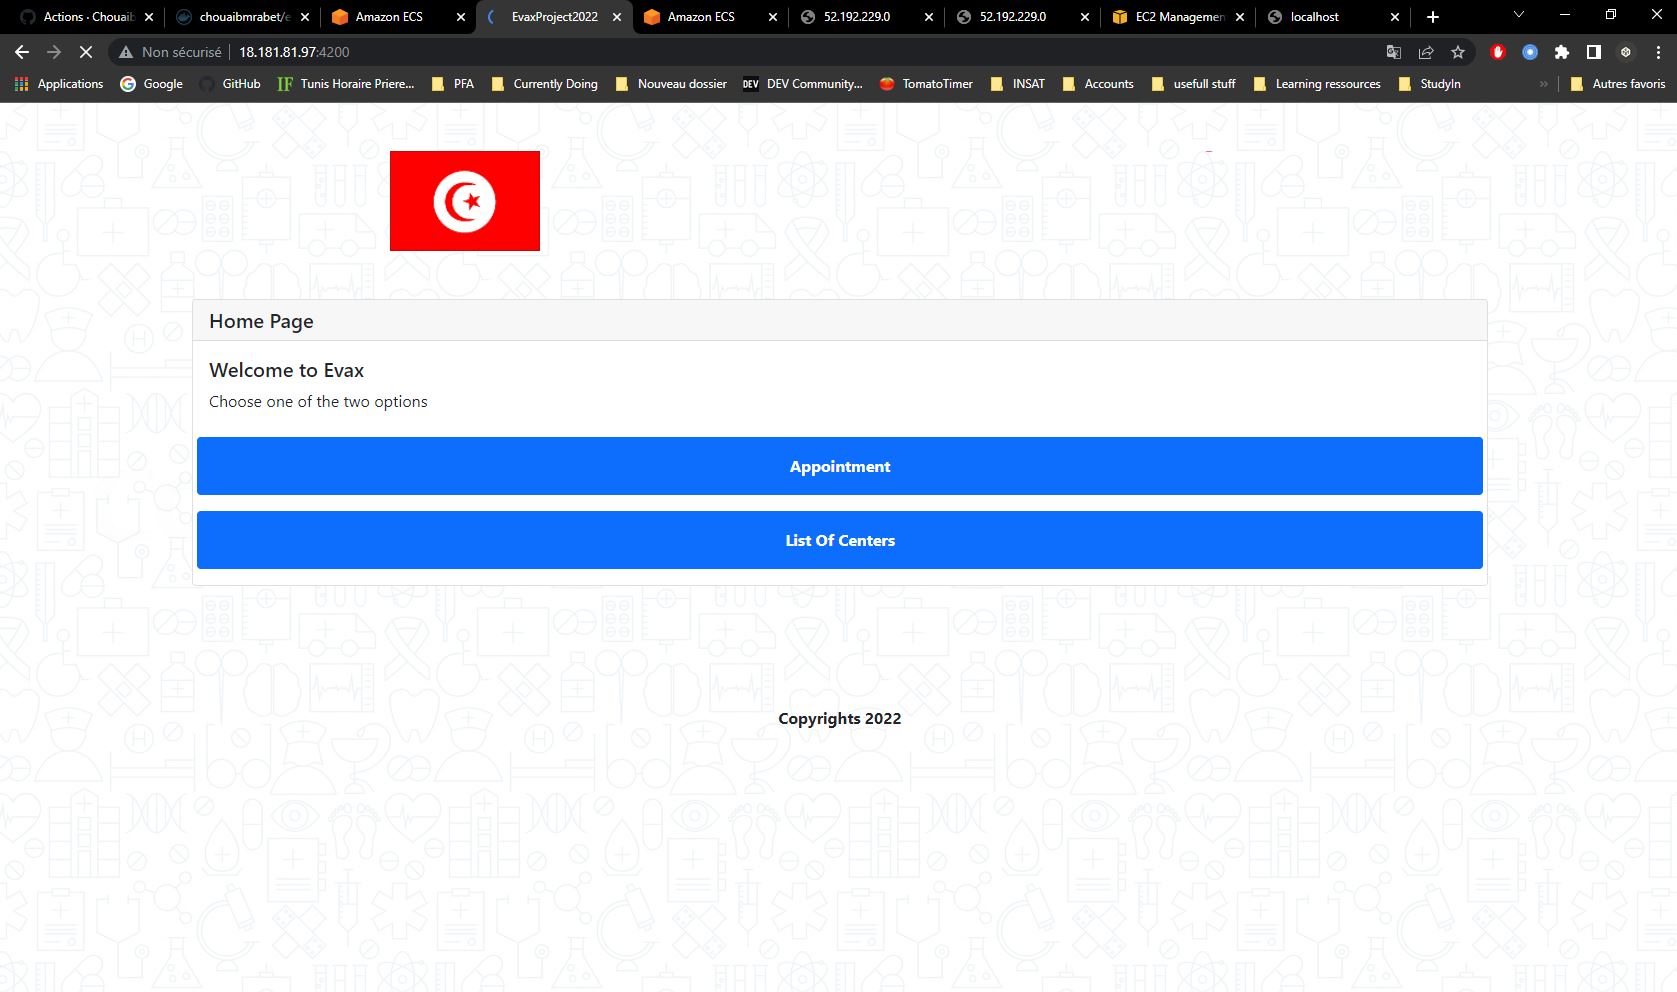 Actions · Chouaib
chouaibmrabet/e
Amazon ECS
EvaxProject2022
Amazon ECS
52.192.229.0
52.192.229.0
EC2 Managemen
localhost
Non sécurisé
18.181.81.97:4200
Applications
Google
GitHub
IF Tunis Horaire Priere...
PFA
Currently Doing
Nouveau dossier
DEV DEV Community...
TomatoTimer
INSAT
Accounts
usefull stuff
Learning ressources
StudyIn
»
Autres favoris
Home Page
Welcome to Evax
Choose one of the two options
Appointment
List Of Centers
Copyrights 2022